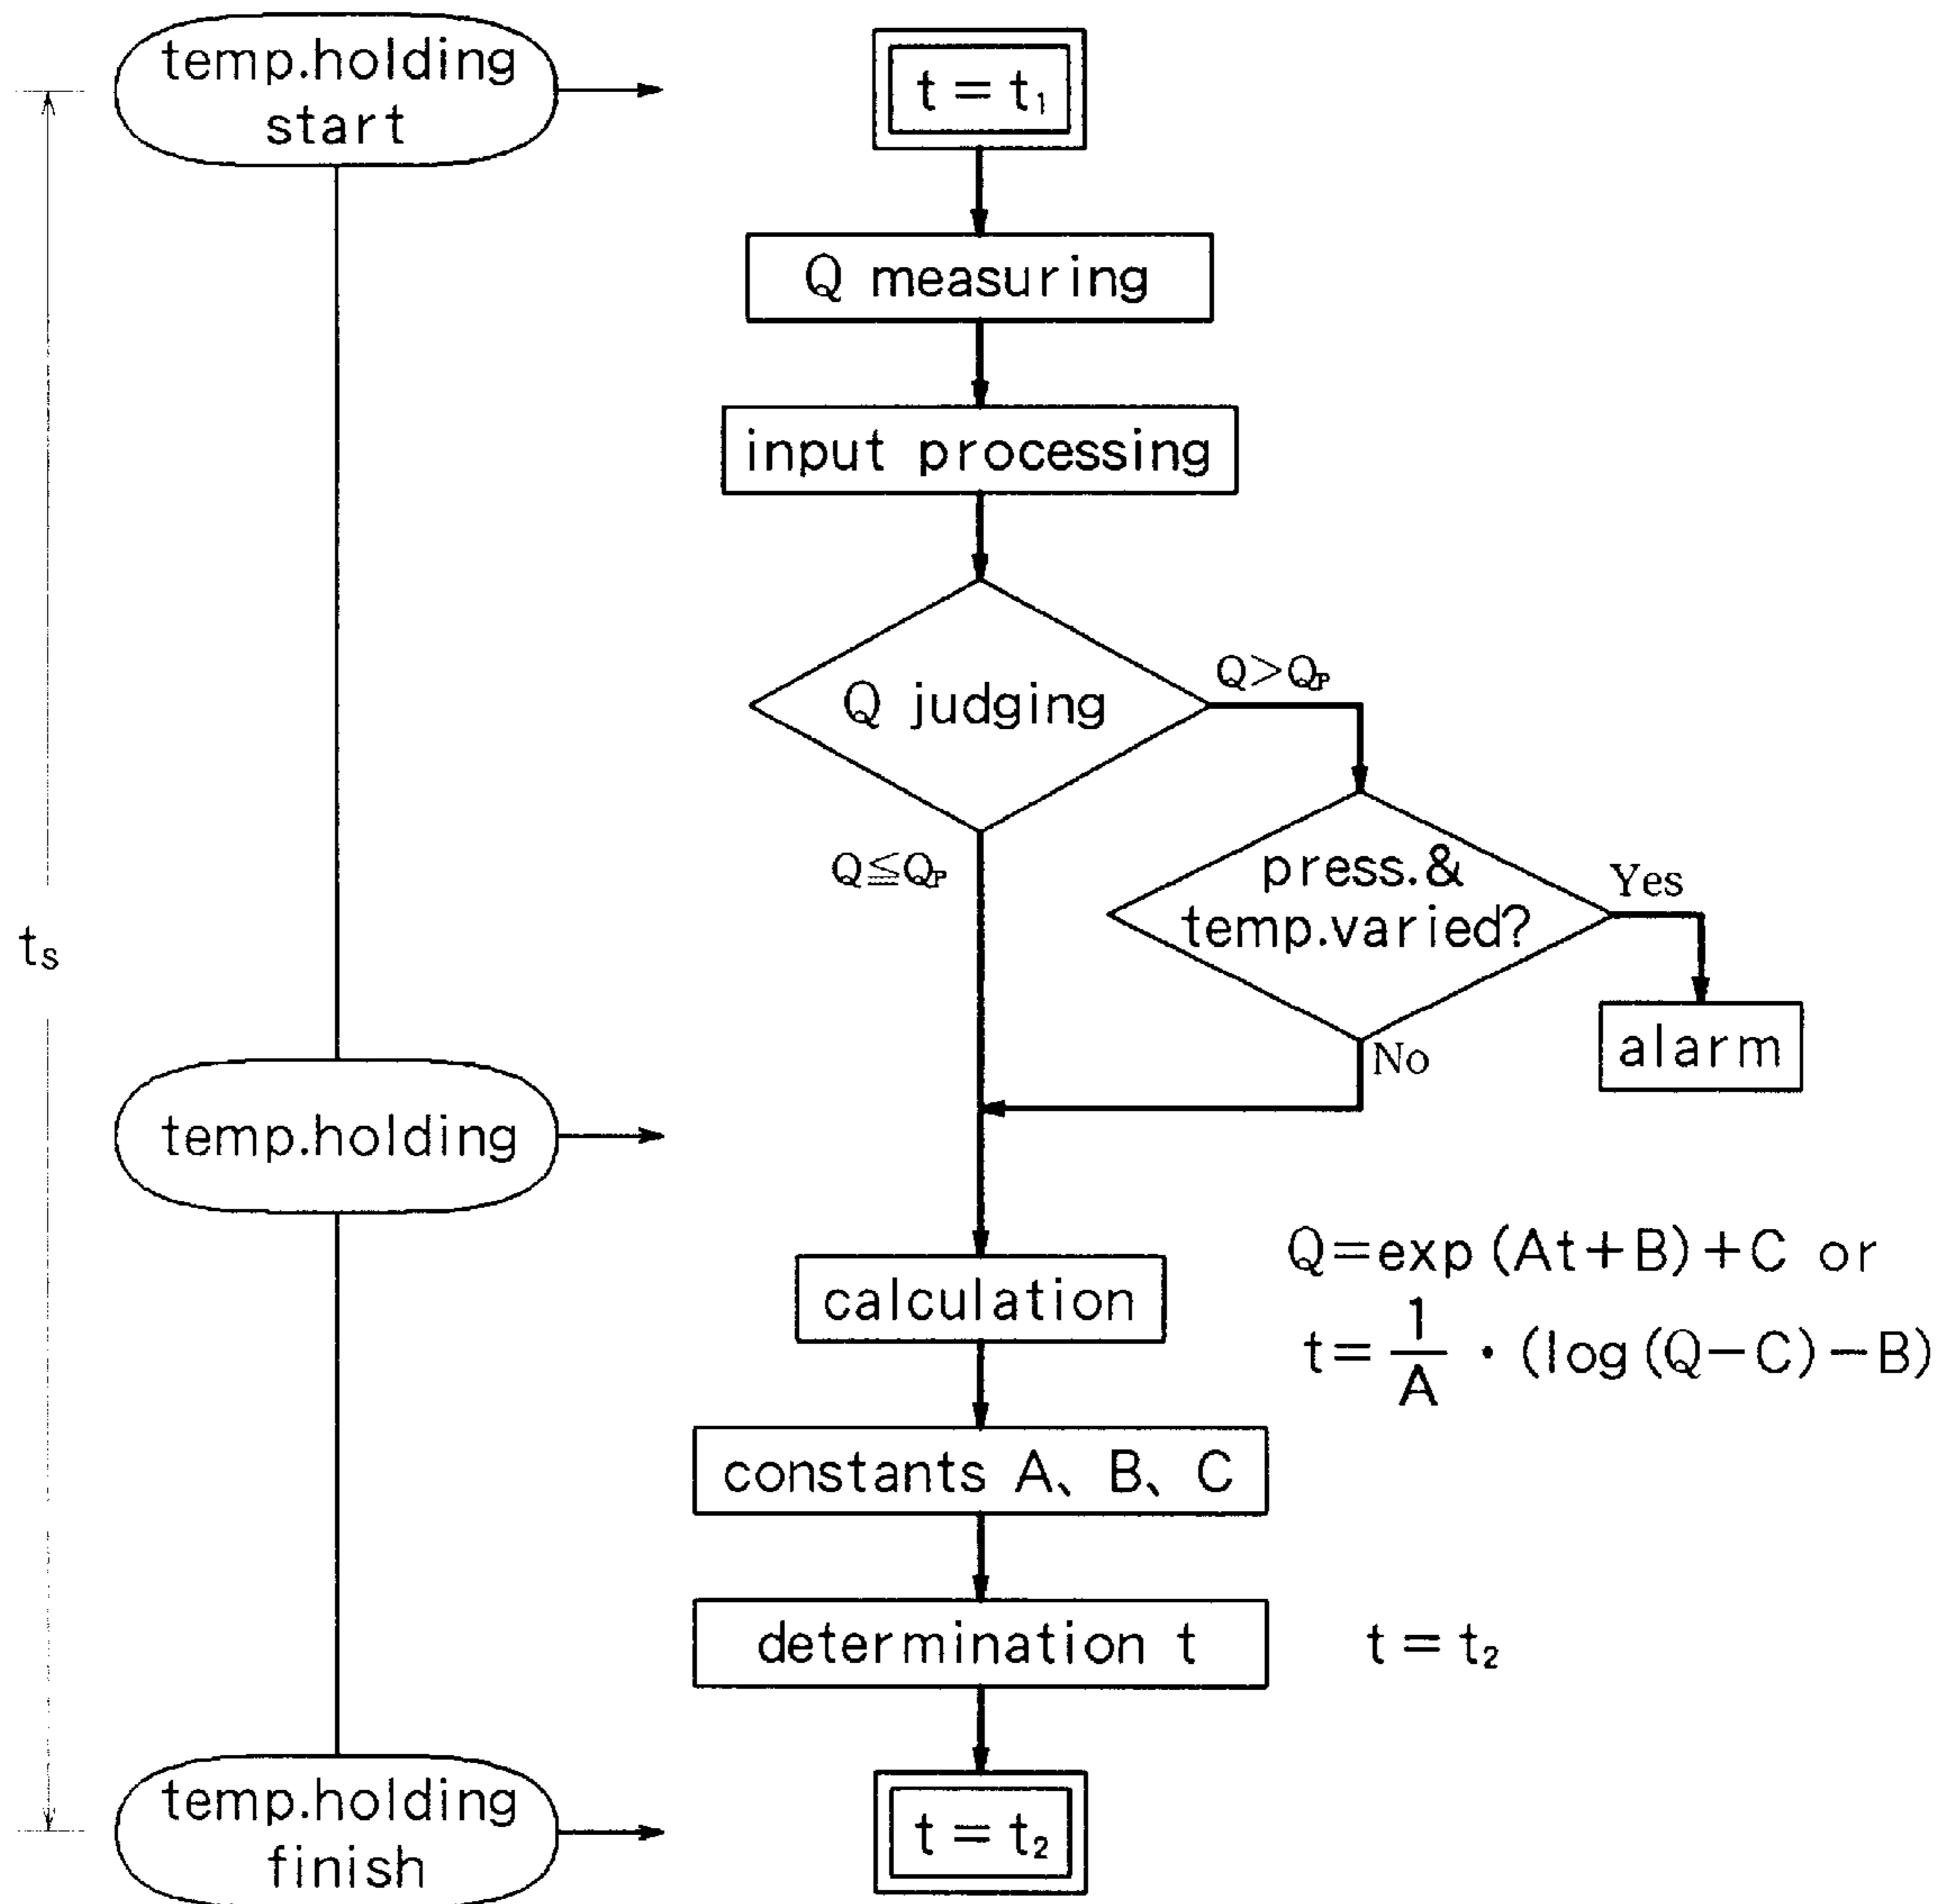 temp.holding
start
t = t₁
Q measuring
input processing
Q judging
Q>Qₚ
Q≦Qₚ
press.&
temp.varied?
Yes
alarm
No
tₛ
temp.holding
calculation
Q=exp(At+B)+C or
t=1/A・(log(Q−C)−B)
constants A、B、C
determination t
t = t₂
temp.holding
finish
t = t₂